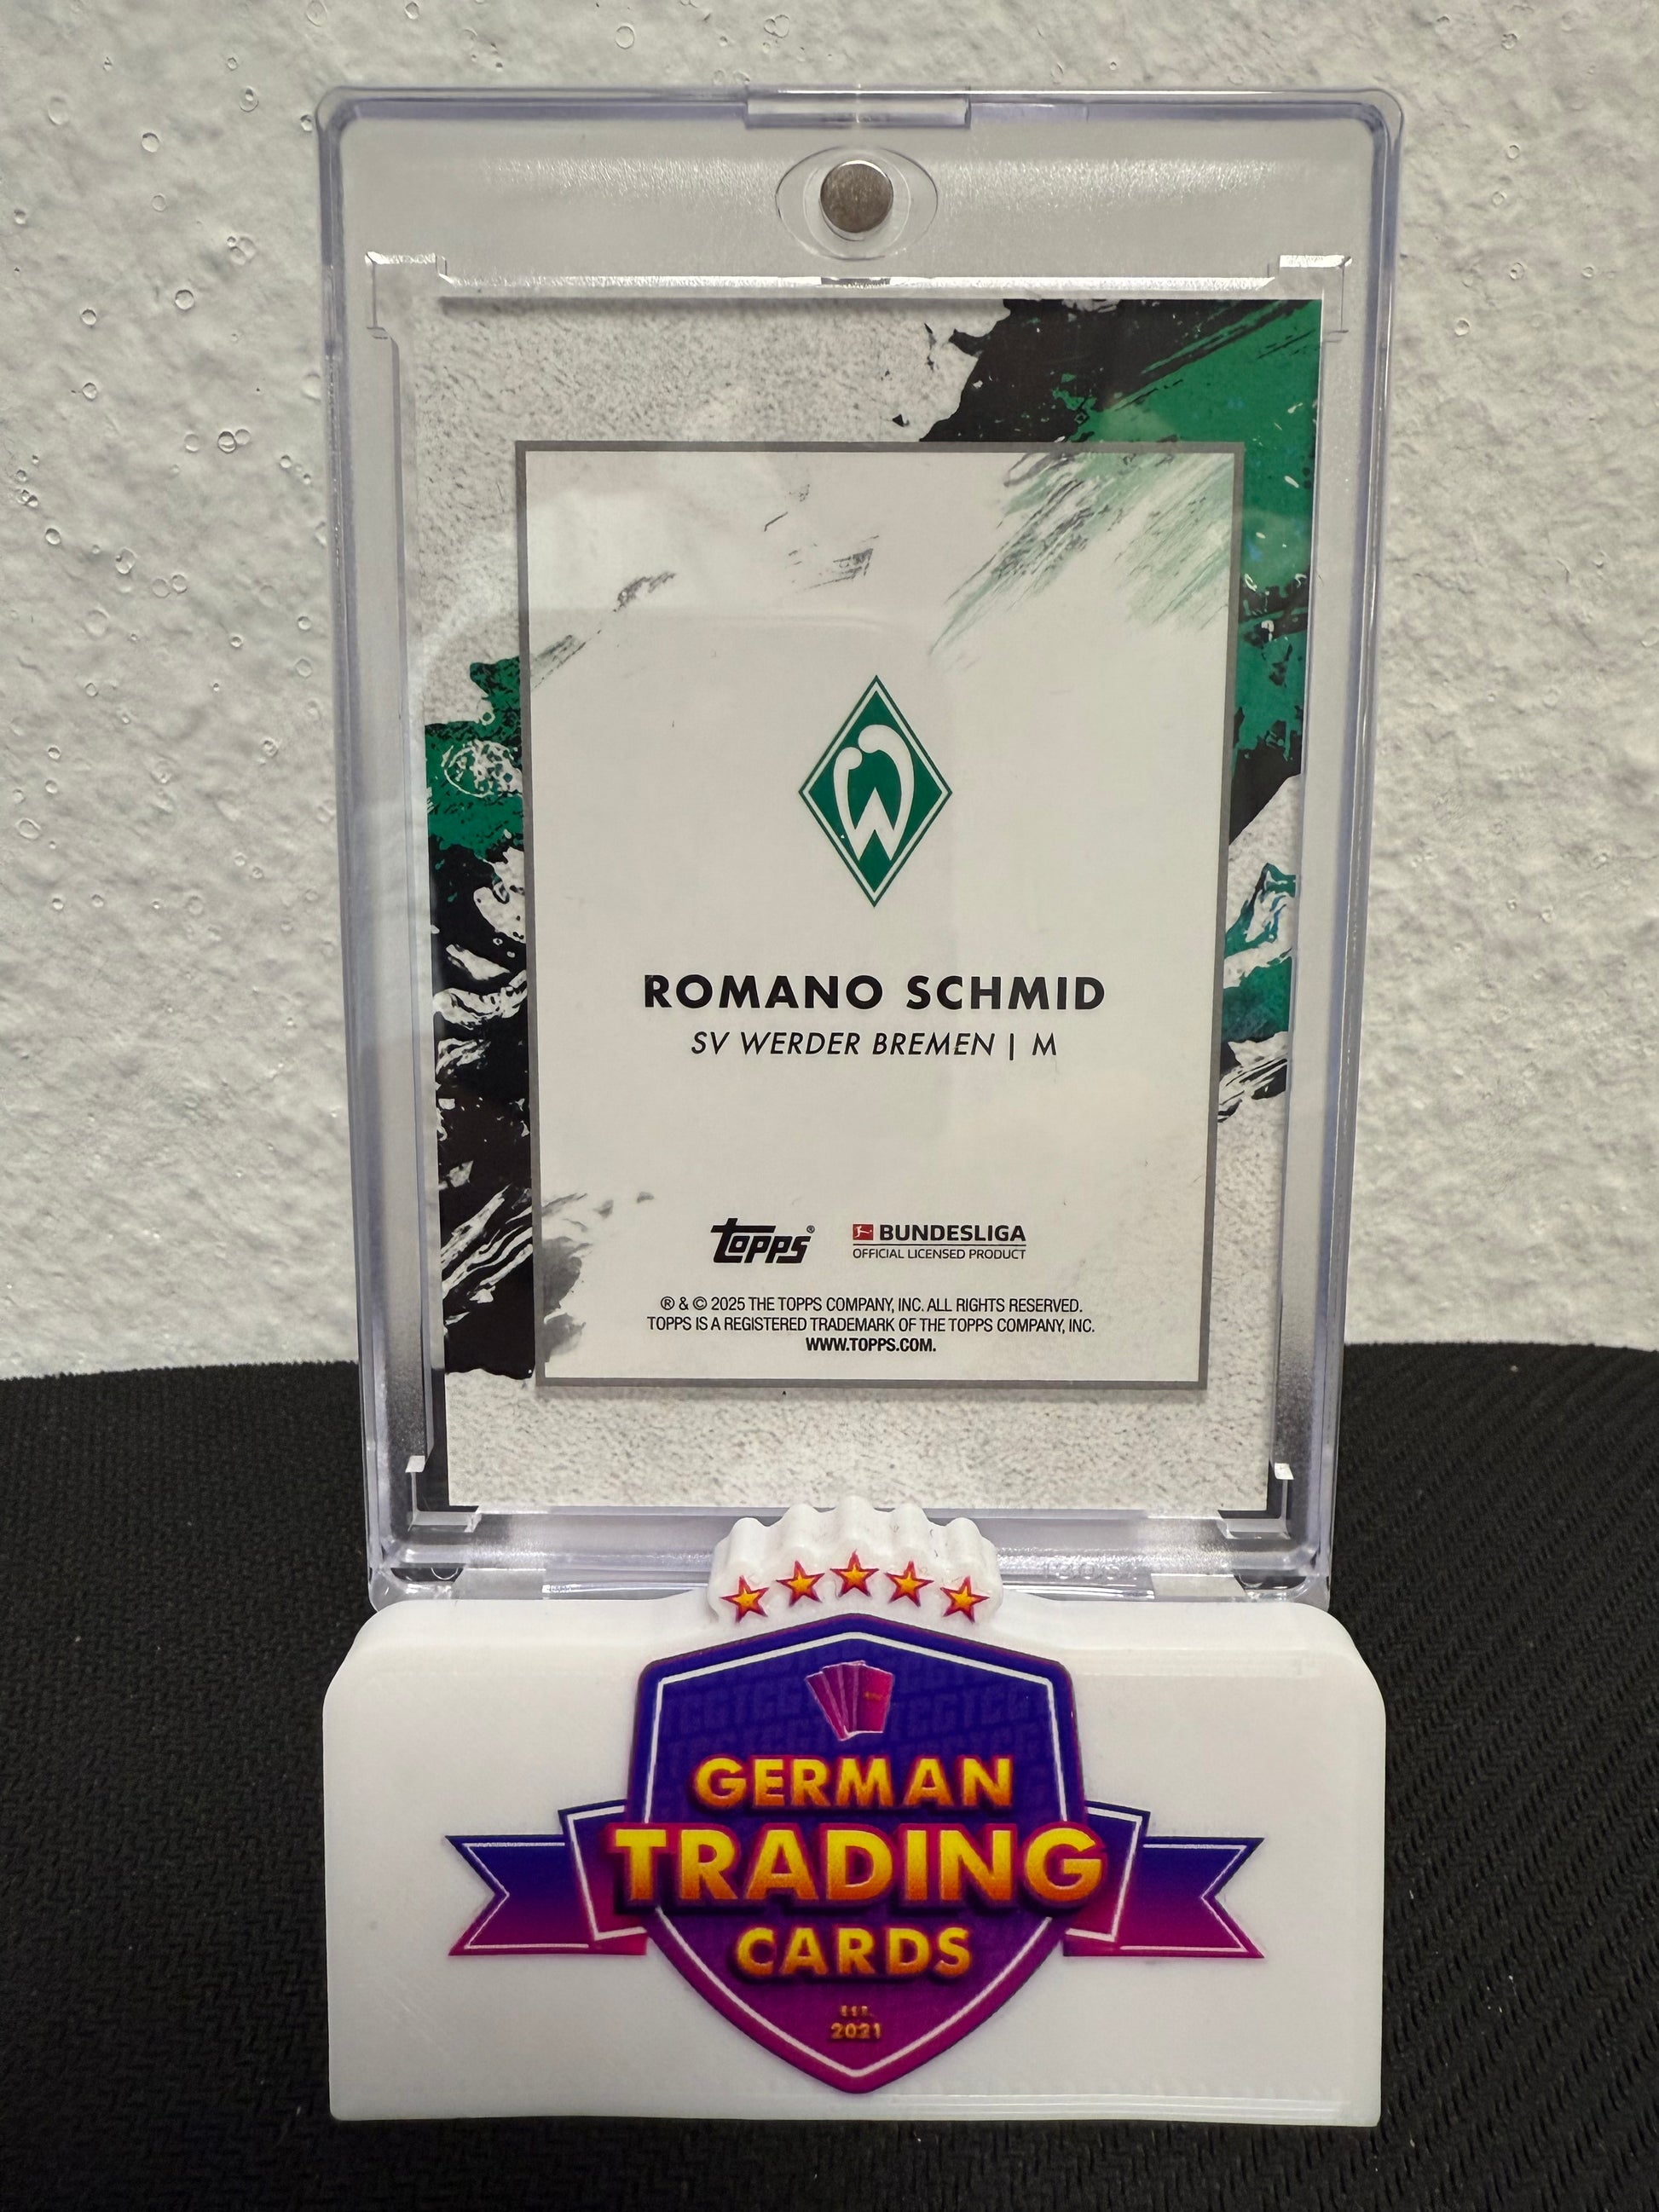 ROMANO SCHMID
SV WERDER BREMEN | M
Topps®
BUNDESLIGA
OFFICIAL LICENSED PRODUCT
® & © 2025 THE TOPPS COMPANY, INC. ALL RIGHTS RESERVED.
TOPPS IS A REGISTERED TRADEMARK OF THE TOPPS COMPANY, INC.
WWW.TOPPS.COM.
GERMAN
TRADING
CARDS
EST.
2021